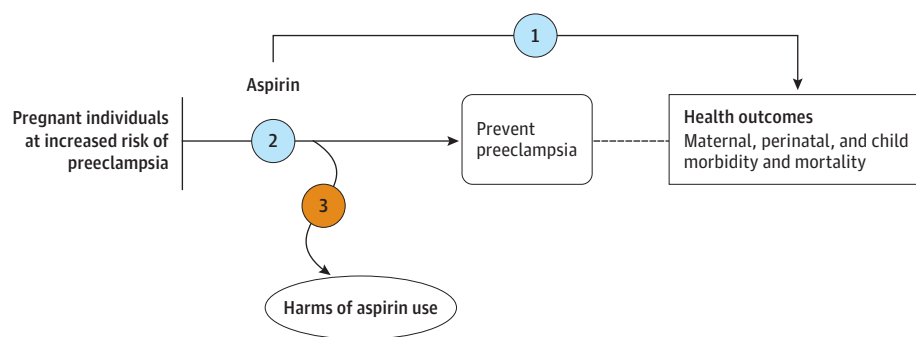 1
Aspirin
Pregnant individuals
at increased risk of
preeclampsia
2
Prevent
preeclampsia
Health outcomes
Maternal, perinatal, and child
morbidity and mortality
3
Harms of aspirin use